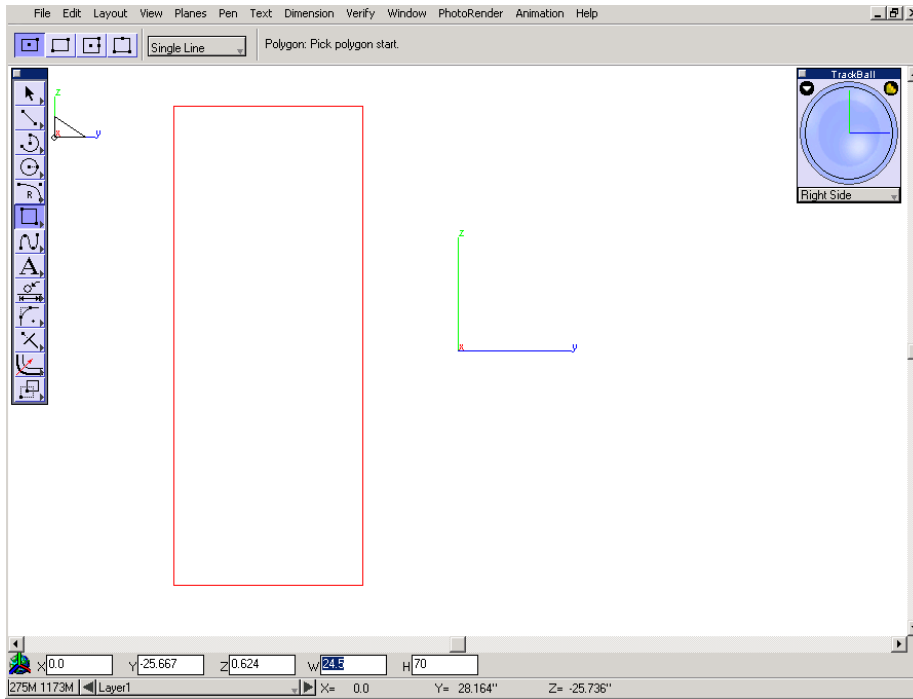 File Edit Layout View Planes Pen Text Dimension Verify Window PhotoRender Animation Help
Single Line
Polygon: Pick polygon start.
TrackBall
z
x
y
R
A
Right Side
z
x
y
X 0.0 Y -25.667 Z 0.624 W 24.5 H 70
275M 1173M Layer1 X= 0.0 Y= 28.164" Z= -25.736"